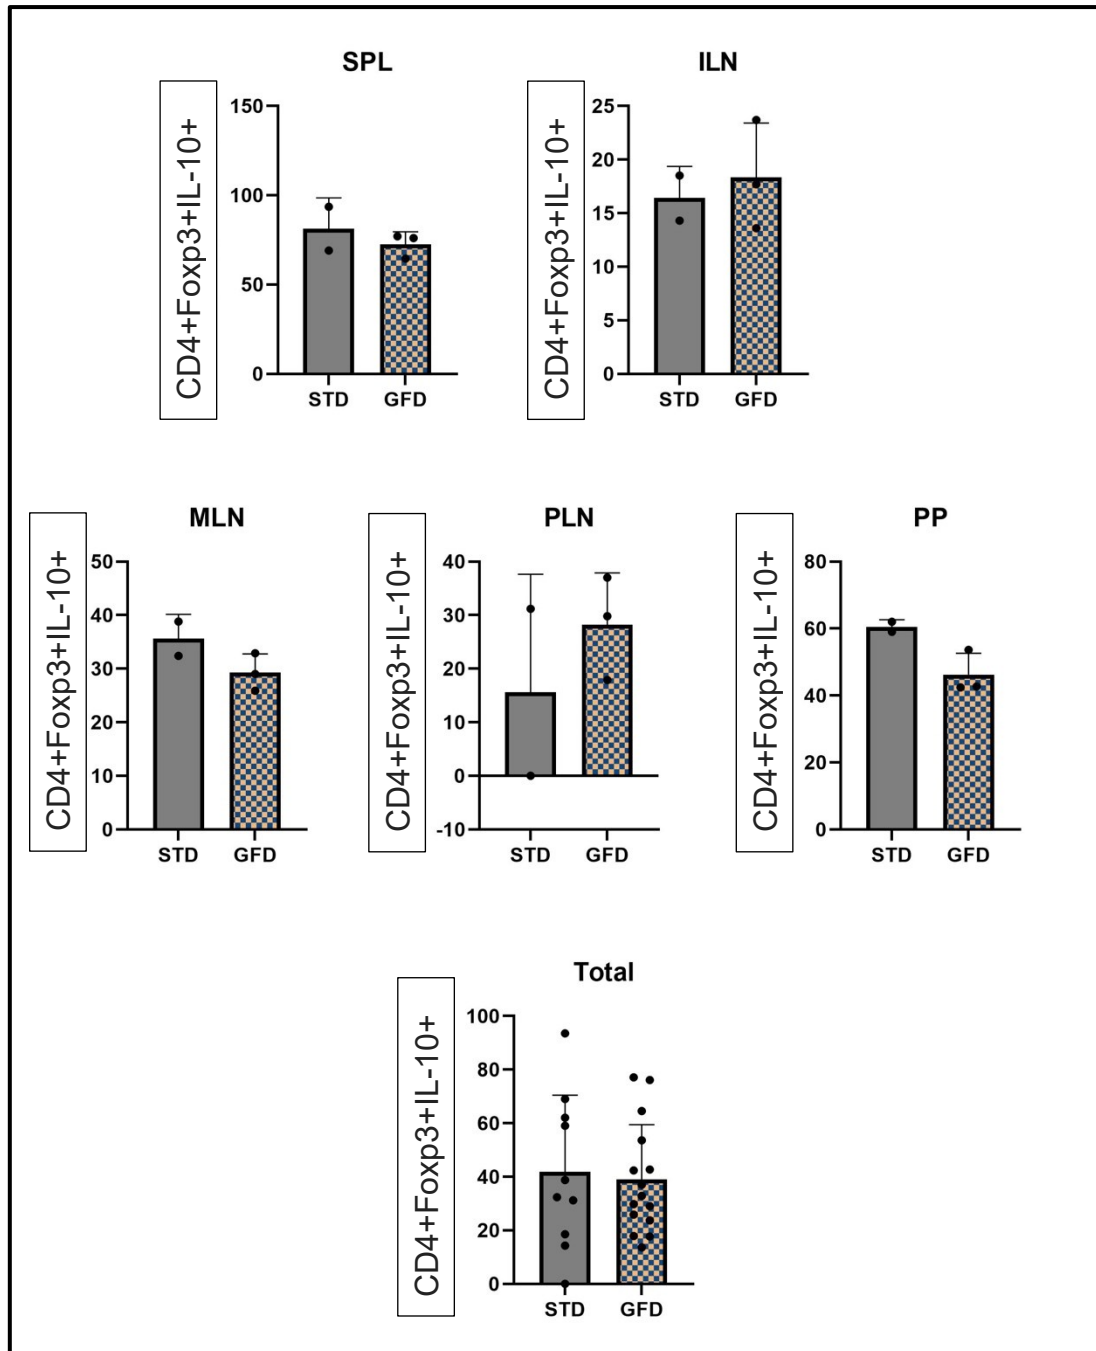 SPL
CD4+Foxp3+IL-10+
150
100
50
0
STD GFD
ILN
CD4+Foxp3+IL-10+
25
20
15
10
5
0
STD GFD
MLN
CD4+Foxp3+IL-10+
50
40
30
20
10
0
STD GFD
PLN
CD4+Foxp3+IL-10+
40
30
20
10
0
-10
STD GFD
PP
CD4+Foxp3+IL-10+
80
60
40
20
0
STD GFD
Total
CD4+Foxp3+IL-10+
100
80
60
40
20
0
STD GFD